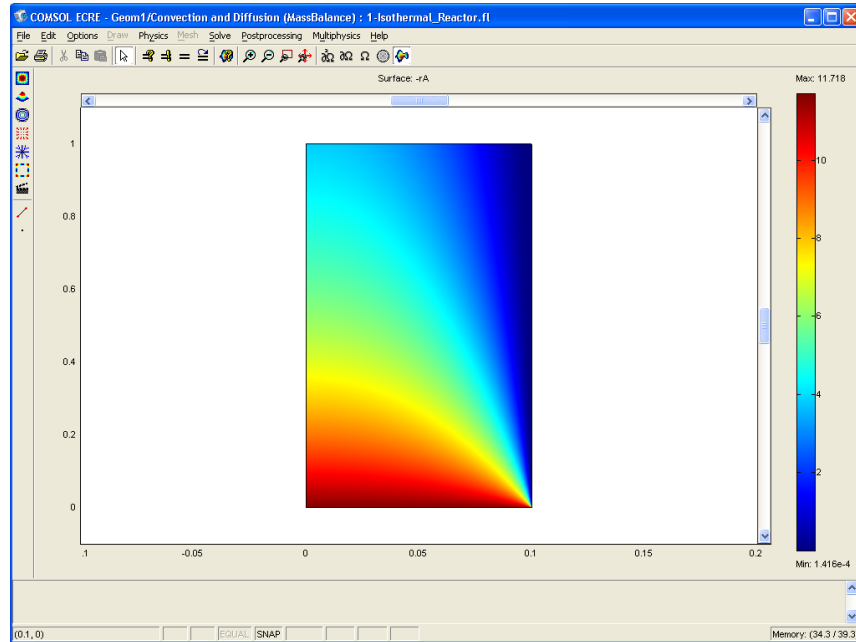 COMSOL ECRE - Geom1/Convection and Diffusion (MassBalance) : 1-Isothermal_Reactor.fl
File Edit Options Draw Physics Mesh Solve Postprocessing Multiphysics Help
Surface: -rA
Max: 11.718
1
0.8
0.6
0.4
0.2
0
.1 -0.05 0 0.05 0.1 0.15 0.2
10
8
6
4
2
Min: 1.416e-4
(0.1, 0) EQUAL SNAP Memory: (34.3 / 39.3